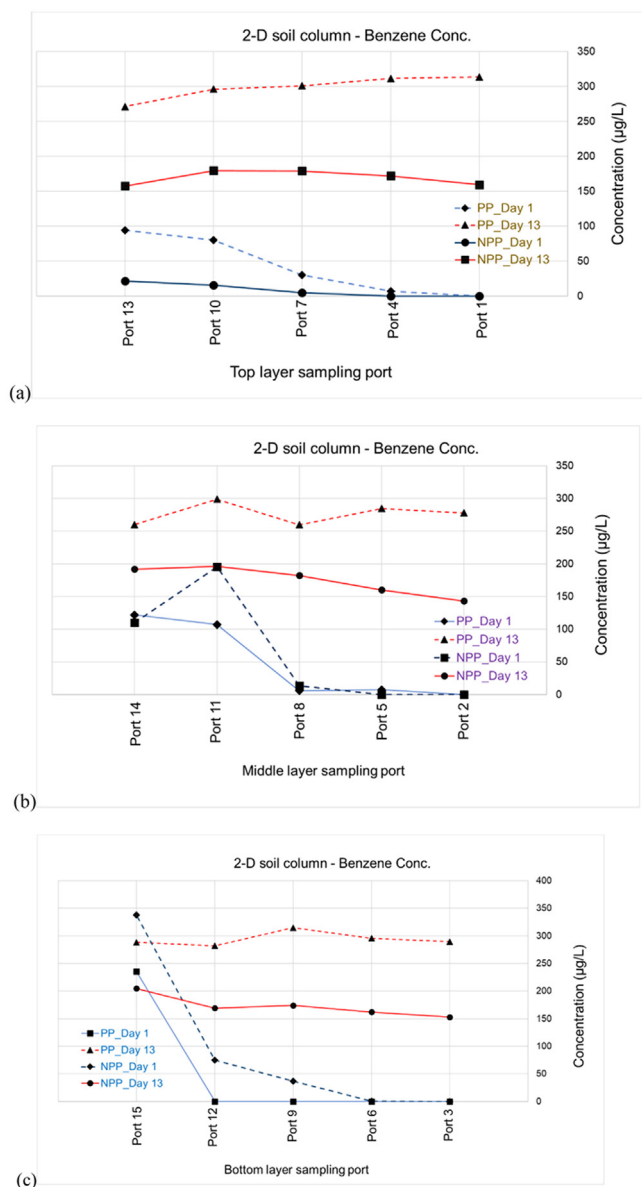 2-D soil column - Benzene Conc.
350
300
250
200
150
100
50
0
Concentration (µg/L)
PP_Day 1
PP_Day 13
NPP_Day 1
NPP_Day 13
Port 13
Port 10
Port 7
Port 4
Port 1
Top layer sampling port
(a)
2-D soil column - Benzene Conc.
350
300
250
200
150
100
50
0
Concentration (µg/L)
PP_Day 1
PP_Day 13
NPP_Day 1
NPP_Day 13
Port 14
Port 11
Port 8
Port 5
Port 2
Middle layer sampling port
(b)
2-D soil column - Benzene Conc.
400
350
300
250
200
150
100
50
0
Concentration (µg/L)
PP_Day 1
PP_Day 13
NPP_Day 1
NPP_Day 13
Port 15
Port 12
Port 9
Port 6
Port 3
Bottom layer sampling port
(c)